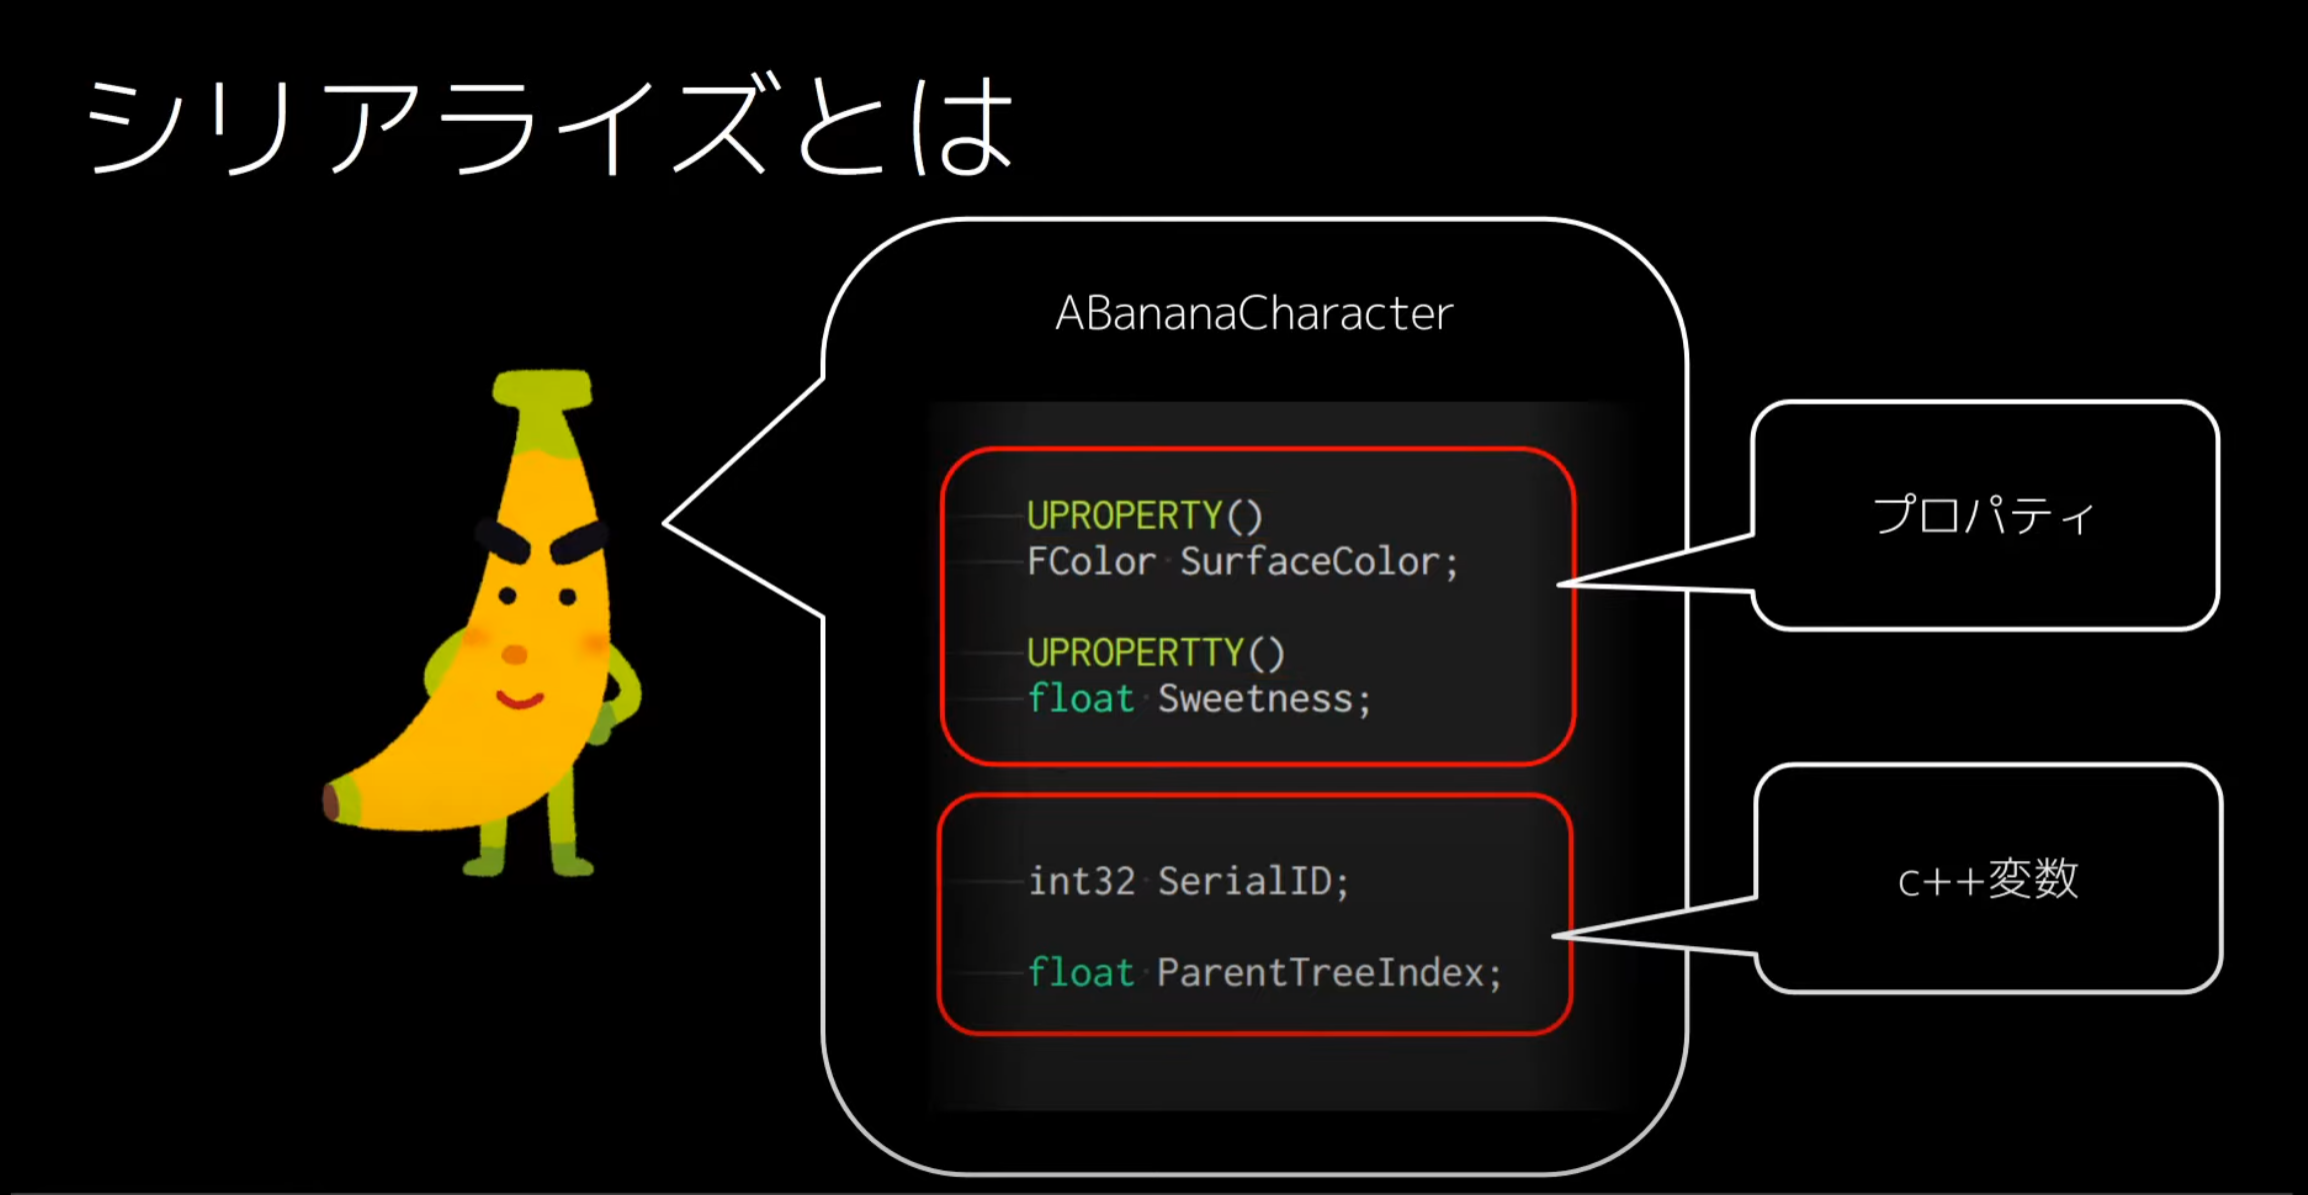 シリアライズとは
ABananaCharacter
UPROPERTY()
FColor SurfaceColor;
UPROPERTTY()
float Sweetness;
プロパティ
int32 SerialID;
float ParentTreeIndex;
c++変数